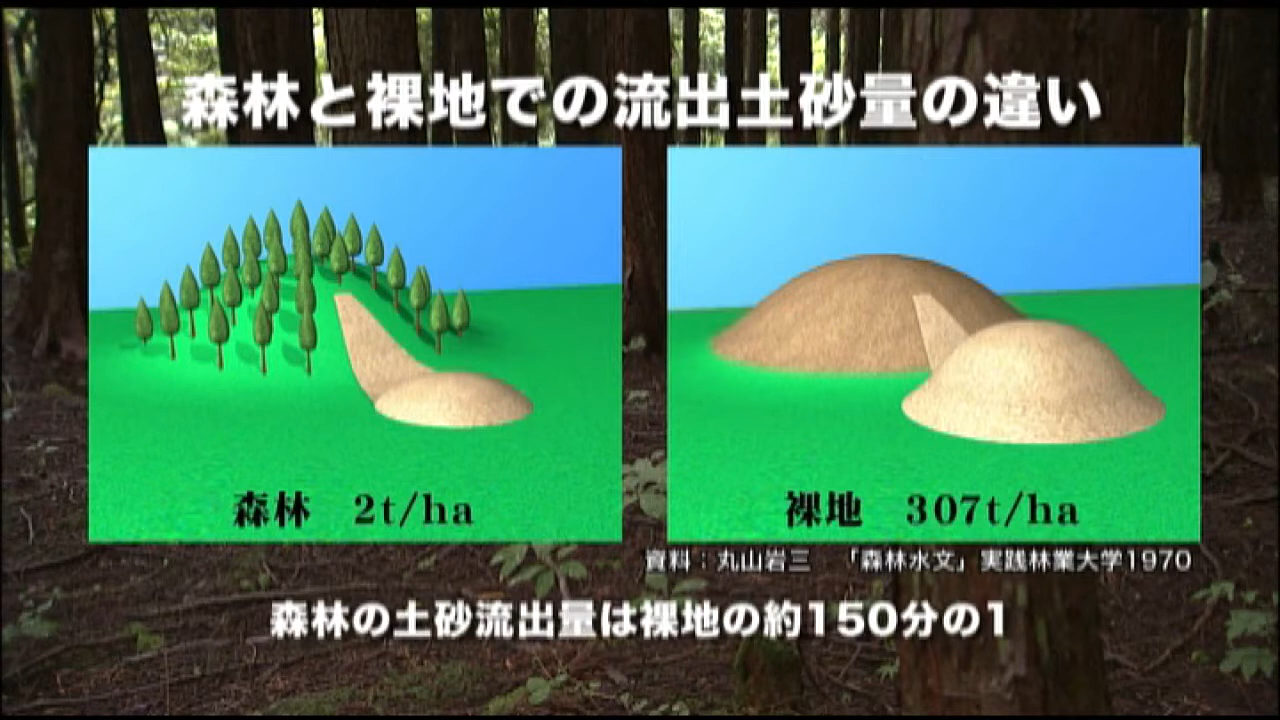 森林と裸地での流出土砂量の違い
森林 2t/ha
裸地 307t/ha
資料：丸山岩三 「森林水文」実践林業大学1970
森林の土砂流出量は裸地の約150分の1